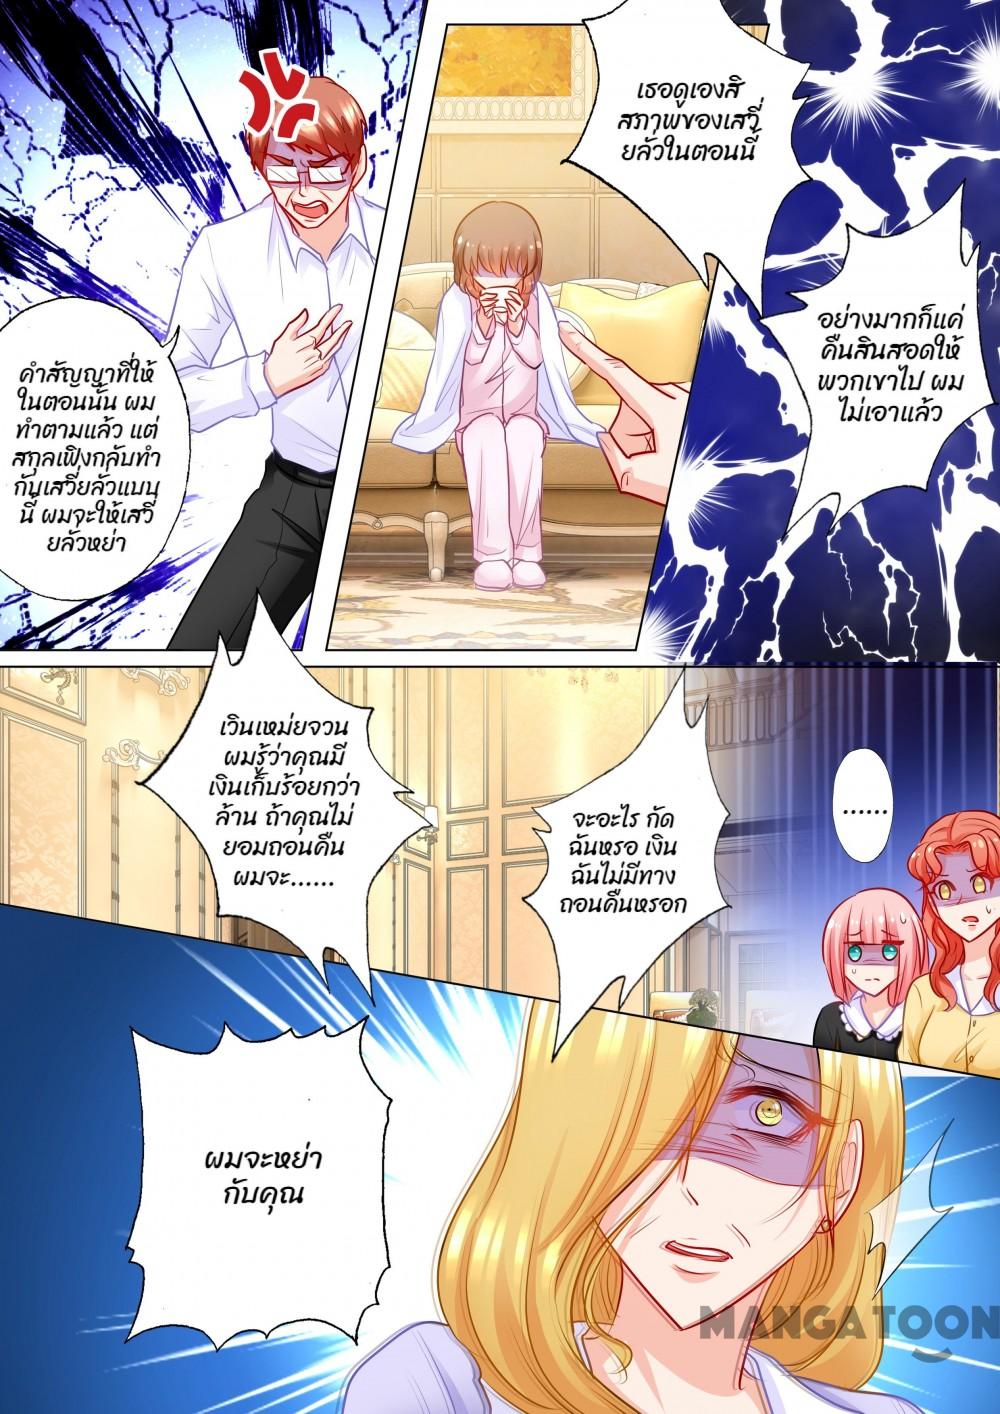 คำสัญญาที่ให้
ในตอนนั้น ผม
ทำตามแล้ว แต่
สกุลเฟิงกลับทำ
กับเสวี่ยลั่วแบบ
นี้ ผมจะให้เสวี่
ยลั่วหย่า
เธอดูเองสิ
สภาพของเสวี่
ยลั่วในตอนนี้
อย่างมากก็แค่
คืนสินสอดให้
พวกเขาไป ผม
ไม่เอาแล้ว
เวินเหม่ยจวน
ผมรู้ว่าคุณมี
เงินเก็บร้อยกว่า
ล้าน ถ้าคุณไม่
ยอมถอนคืน
ผมจะ......
จะอะไร กัด
ฉันหรอ เงิน
ฉันไม่มีทาง
ถอนคืนหรอก
......
ผมจะหย่า
กับคุณ
MANGATOON